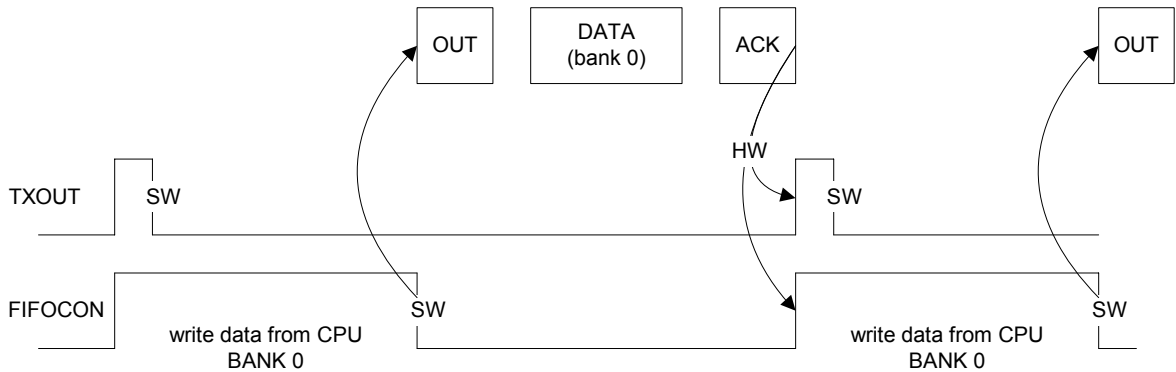 OUT
DATA
(bank 0)
ACK
OUT
HW
TXOUT
SW
SW
FIFOCON
SW
SW
write data from CPU
BANK 0
write data from CPU
BANK 0